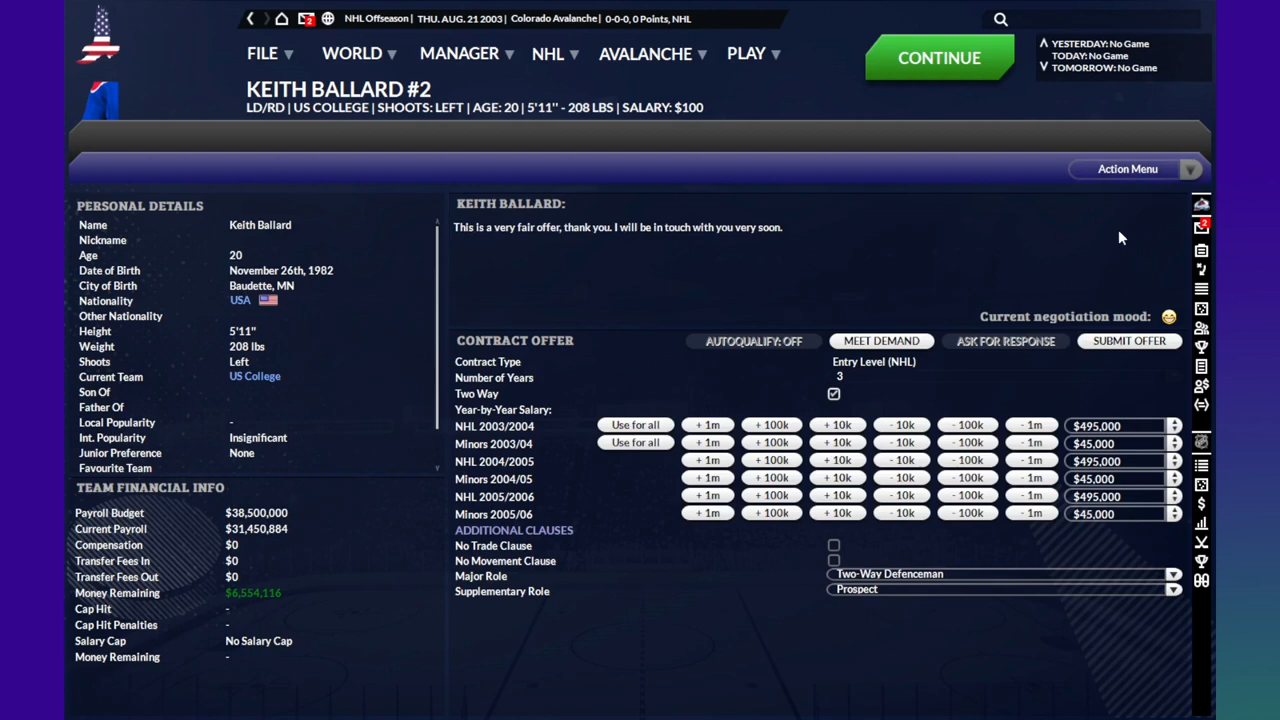 NHL Offseason | THU. AUG. 21 2003 | Colorado Avalanche | 0-0-0, 0 Points, NHL
2
FILE WORLD MANAGER NHL AVALANCHE PLAY
CONTINUE
YESTERDAY: No Game
TODAY: No Game
TOMORROW: No Game
KEITH BALLARD #2
LD/RD | US COLLEGE | SHOOTS: LEFT | AGE: 20 | 5'11" - 208 LBS | SALARY: $100
Action Menu
PERSONAL DETAILS
Name Keith Ballard
Nickname
Age 20
Date of Birth November 26th, 1982
City of Birth Baudette, MN
Nationality USA
Other Nationality
Height 5'11"
Weight 208 lbs
Shoots Left
Current Team US College
Son Of
Father Of
Local Popularity -
Int. Popularity Insignificant
Junior Preference None
Favourite Team
TEAM FINANCIAL INFO
Payroll Budget $38,500,000
Current Payroll $31,450,884
Compensation $0
Transfer Fees In $0
Transfer Fees Out $0
Money Remaining $6,554,116
Cap Hit -
Cap Hit Penalties -
Salary Cap No Salary Cap
Money Remaining -
KEITH BALLARD:
This is a very fair offer, thank you. I will be in touch with you very soon.
Current negotiation mood:
CONTRACT OFFER AUTOQUALIFY: OFF MEET DEMAND ASK FOR RESPONSE SUBMIT OFFER
Contract Type Entry Level (NHL)
Number of Years 3
Two Way
Year-by-Year Salary:
NHL 2003/2004 Use for all + 1m + 100k + 10k - 10k - 100k - 1m $495,000
Minors 2003/04 Use for all + 1m + 100k + 10k - 10k - 100k - 1m $45,000
NHL 2004/2005 + 1m + 100k + 10k - 10k - 100k - 1m $495,000
Minors 2004/05 + 1m + 100k + 10k - 10k - 100k - 1m $45,000
NHL 2005/2006 + 1m + 100k + 10k - 10k - 100k - 1m $495,000
Minors 2005/06 + 1m + 100k + 10k - 10k - 100k - 1m $45,000
ADDITIONAL CLAUSES
No Trade Clause
No Movement Clause
Major Role Two-Way Defenceman
Supplementary Role Prospect
2